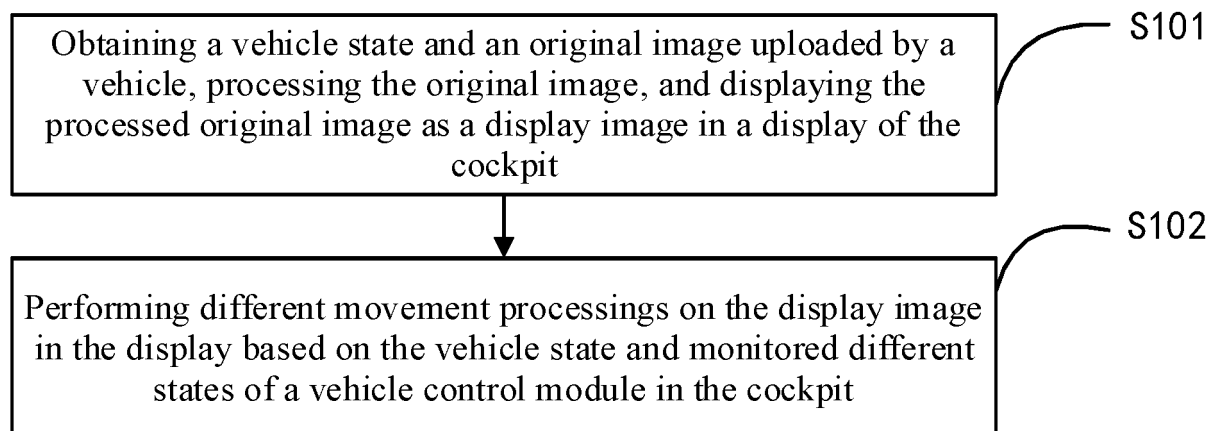 Obtaining a vehicle state and an original image uploaded by a
vehicle, processing the original image, and displaying the
processed original image as a display image in a display of the
cockpit
S101
Performing different movement processings on the display image
in the display based on the vehicle state and monitored different
states of a vehicle control module in the cockpit
S102